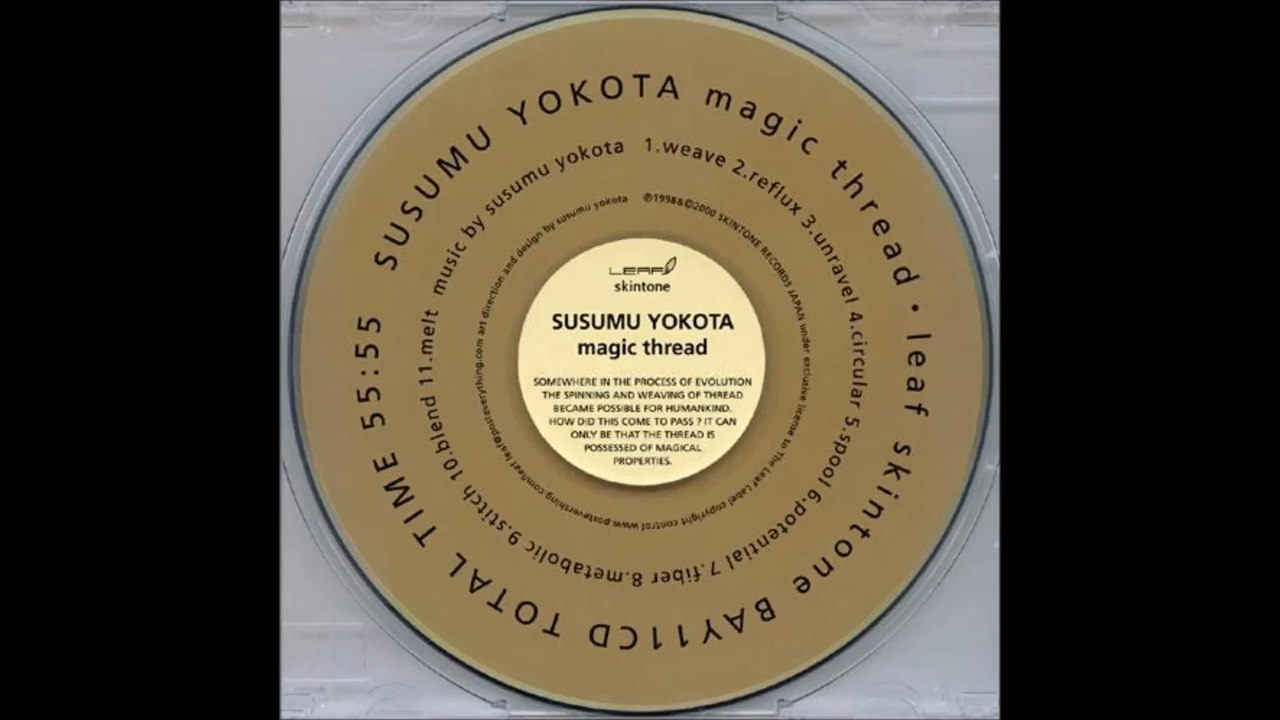 SUSUMU YOKOTA magic thread • leaf skintone BAY11CD TOTAL TIME 55:55
music by susumu yokota 1.weave 2.reflux 3.unravel 4.circular 5.spool 6.potential 7.fiber 8.metabolic 9.stitch 10.blend 11.melt
℗1998&©2000 SKINTONE RECORDS JAPAN under exclusive license to The Leaf Label copyright control www.posteverthing.com/leaf leaf@posteverything.com art direction and design by susumu yokota
LEAF
skintone
SUSUMU YOKOTA
magic thread
SOMEWHERE IN THE PROCESS OF EVOLUTION
THE SPINNING AND WEAVING OF THREAD
BECAME POSSIBLE FOR HUMANKIND.
HOW DID THIS COME TO PASS ? IT CAN
ONLY BE THAT THE THREAD IS
POSSESSED OF MAGICAL
PROPERTIES.